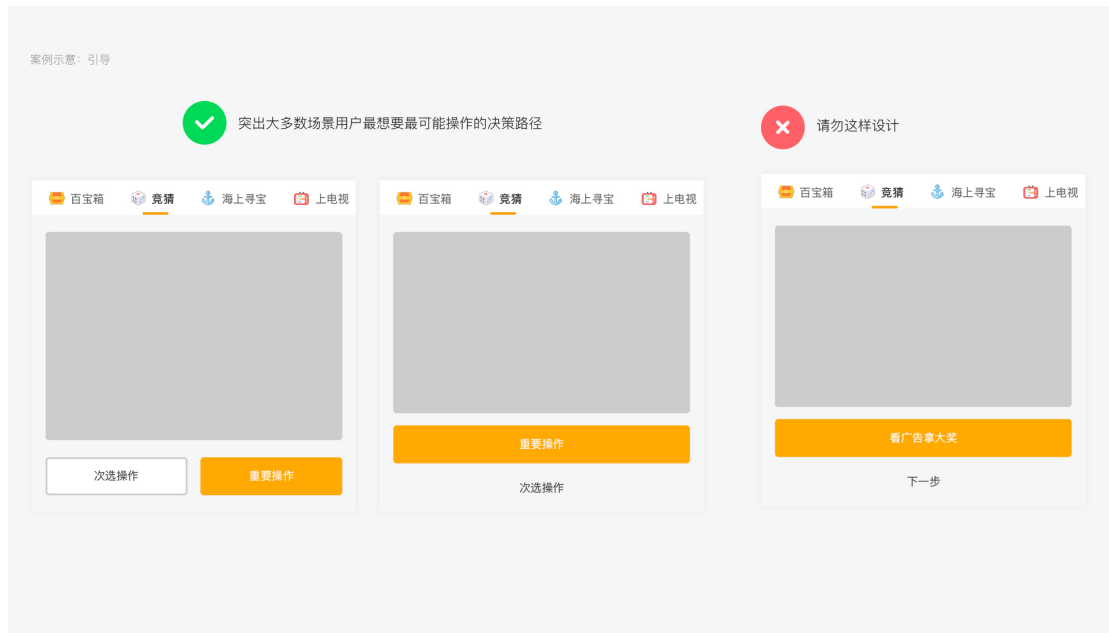 案例示意：引导
突出大多数场景用户最想要最可能操作的决策路径
请勿这样设计
百宝箱 竞猜 海上寻宝 上电视
次选操作 重要操作
百宝箱 竞猜 海上寻宝 上电视
重要操作
次选操作
百宝箱 竞猜 海上寻宝 上电视
看广告拿大奖
下一步